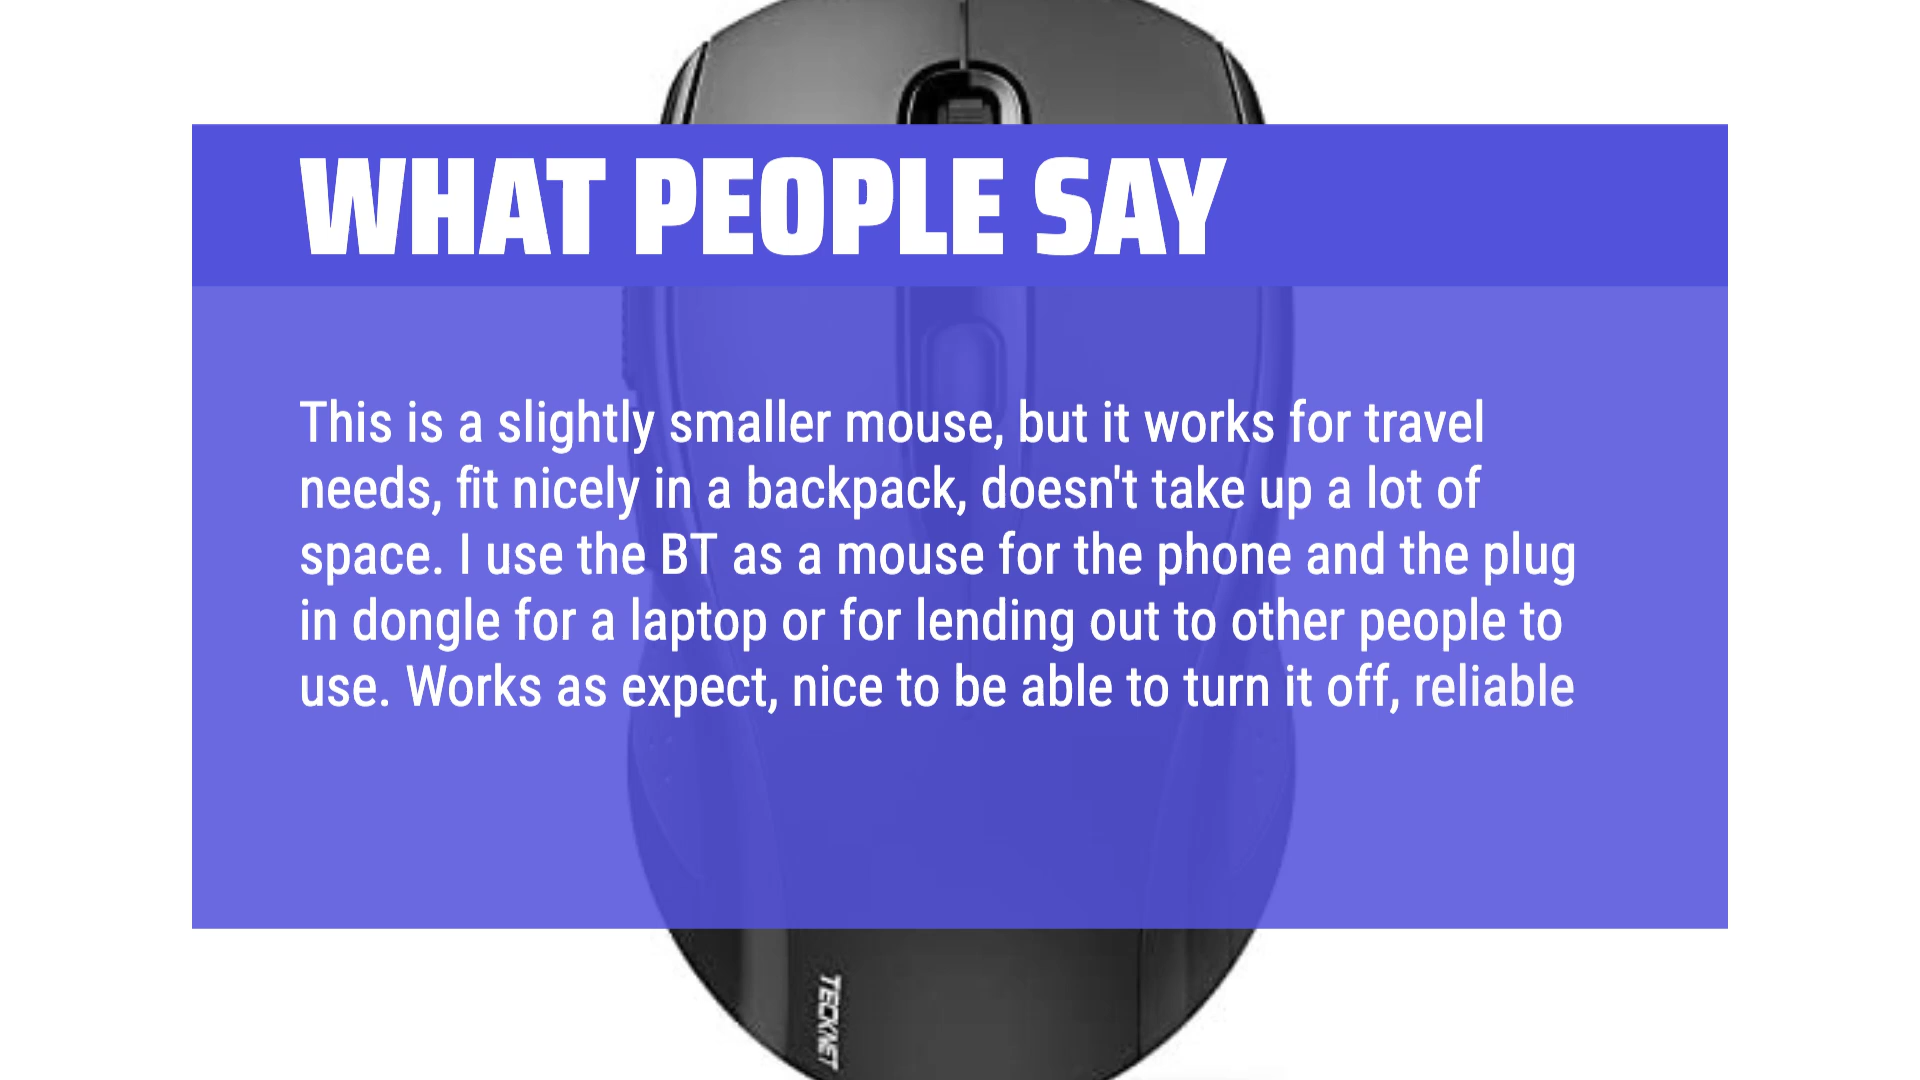 WHAT PEOPLE SAY
This is a slightly smaller mouse, but it works for travel
needs, fit nicely in a backpack, doesn't take up a lot of
space. I use the BT as a mouse for the phone and the plug
in dongle for a laptop or for lending out to other people to
use. Works as expect, nice to be able to turn it off, reliable
TECKNET